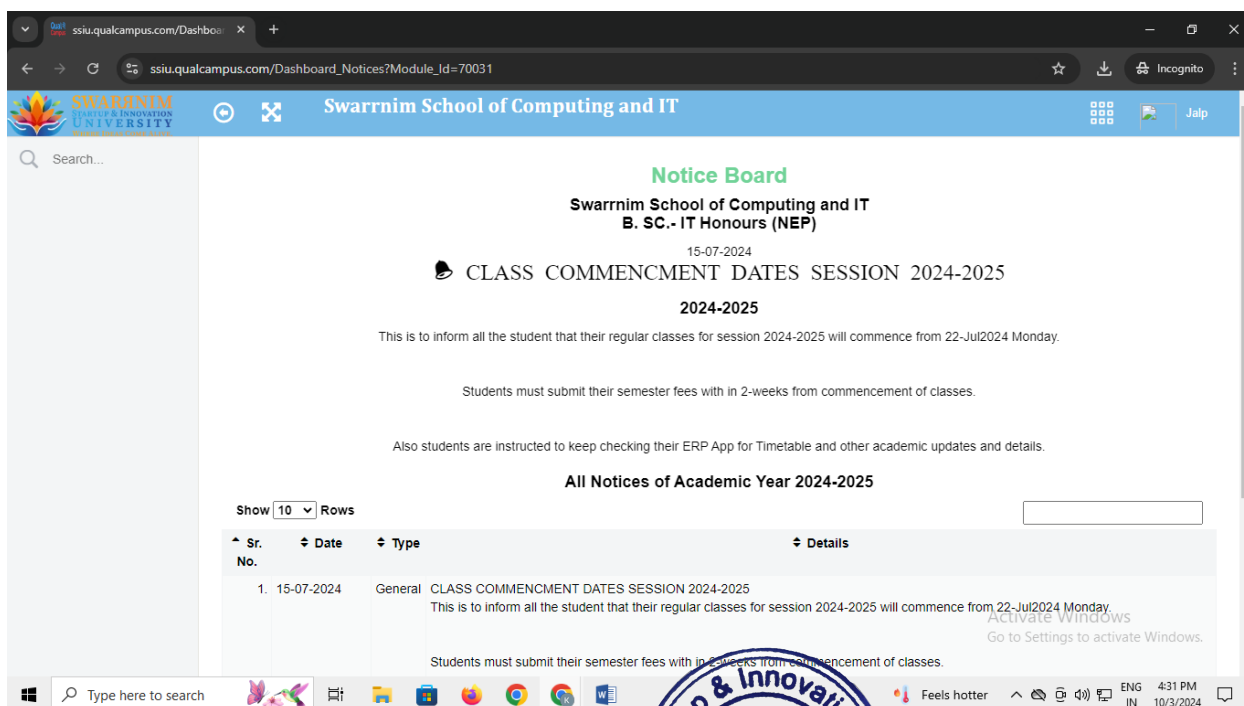 ssiu.qualcampus.com/Dashboa
ssiu.qualcampus.com/Dashboard_Notices?Module_Id=70031
Incognito
SWARRNIM
STARTUP & INNOVATION
UNIVERSITY
Swarrnim School of Computing and IT
Jalp
Search...
Notice Board
Swarrnim School of Computing and IT
B. SC.- IT Honours (NEP)
15-07-2024
CLASS COMMENCMENT DATES SESSION 2024-2025
2024-2025
This is to inform all the student that their regular classes for session 2024-2025 will commence from 22-Jul2024 Monday.
Students must submit their semester fees with in 2-weeks from commencement of classes.
Also students are instructed to keep checking their ERP App for Timetable and other academic updates and details.
All Notices of Academic Year 2024-2025
Show 10 Rows
Sr. No. Date Type Details
1. 15-07-2024 General CLASS COMMENCMENT DATES SESSION 2024-2025
This is to inform all the student that their regular classes for session 2024-2025 will commence from 22-Jul2024 Monday.
Activate Windows
Go to Settings to activate Windows.
Students must submit their semester fees with in 2-weeks from commencement of classes.
& Innova
Type here to search
Feels hotter
ENG
IN
4:31 PM
10/3/2024